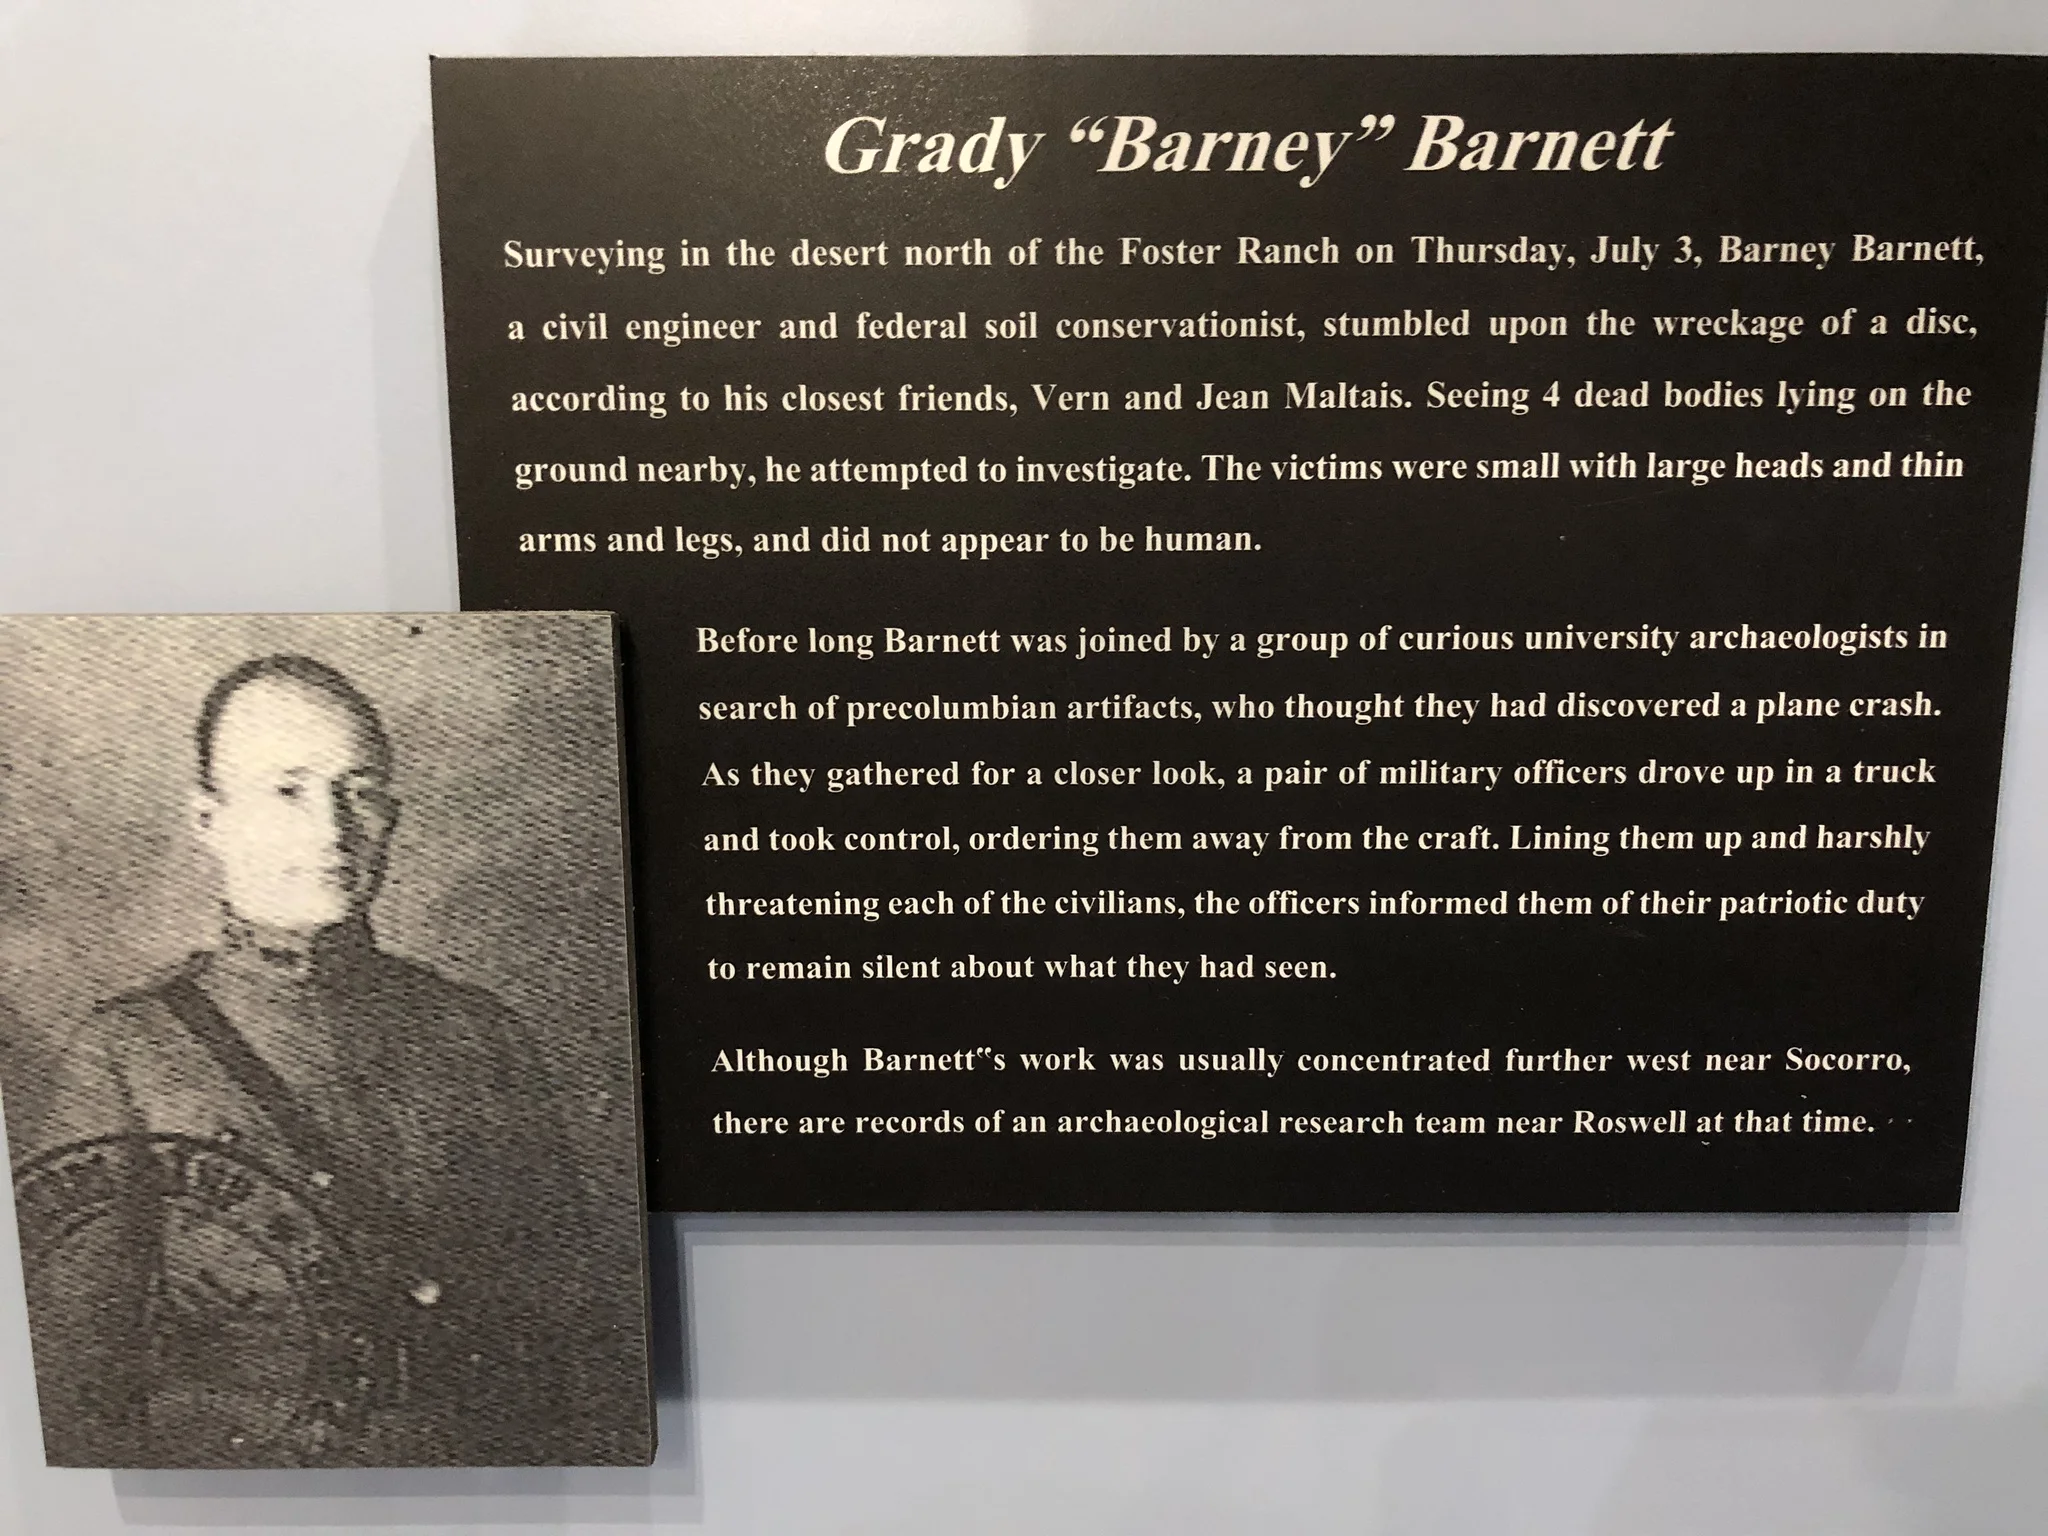 Grady “Barney” Barnett
Surveying in the desert north of the Foster Ranch on Thursday, July 3, Barney Barnett,
a civil engineer and federal soil conservationist, stumbled upon the wreckage of a disc,
according to his closest friends, Vern and Jean Maltais. Seeing 4 dead bodies lying on the
ground nearby, he attempted to investigate. The victims were small with large heads and thin
arms and legs, and did not appear to be human.
Before long Barnett was joined by a group of curious university archaeologists in
search of precolumbian artifacts, who thought they had discovered a plane crash.
As they gathered for a closer look, a pair of military officers drove up in a truck
and took control, ordering them away from the craft. Lining them up and harshly
threatening each of the civilians, the officers informed them of their patriotic duty
to remain silent about what they had seen.
Although Barnett‟s work was usually concentrated further west near Socorro,
there are records of an archaeological research team near Roswell at that time.